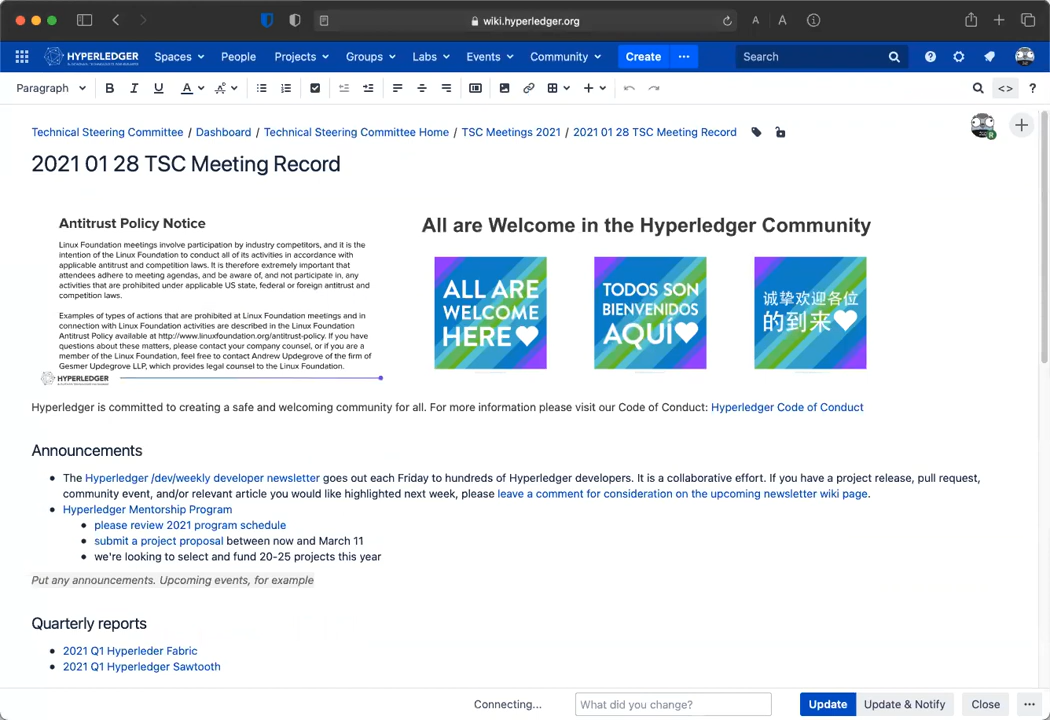 wiki.hyperledger.org
A A
HYPERLEDGER Spaces People Projects Groups Labs Events Community Create ··· Search
Paragraph B I U A <> ?
Technical Steering Committee / Dashboard / Technical Steering Committee Home / TSC Meetings 2021 / 2021 01 28 TSC Meeting Record
2021 01 28 TSC Meeting Record
Antitrust Policy Notice
Linux Foundation meetings involve participation by industry competitors, and it is the
intention of the Linux Foundation to conduct all of its activities in accordance with
applicable antitrust and competition laws. It is therefore extremely important that
attendees adhere to meeting agendas, and be aware of, and not participate in, any
activities that are prohibited under applicable US state, federal or foreign antitrust and
competition laws.
Examples of types of actions that are prohibited at Linux Foundation meetings and in
connection with Linux Foundation activities are described in the Linux Foundation
Antitrust Policy available at http://www.linuxfoundation.org/antitrust-policy. If you have
questions about these matters, please contact your company counsel, or if you are a
member of the Linux Foundation, feel free to contact Andrew Updegrove of the firm of
Gesmer Updegrove LLP, which provides legal counsel to the Linux Foundation.
HYPERLEDGER
All are Welcome in the Hyperledger Community
ALL ARE
WELCOME
HERE
TODOS SON
BIENVENIDOS
AQUÍ
诚挚欢迎各位
的到来
Hyperledger is committed to creating a safe and welcoming community for all. For more information please visit our Code of Conduct: Hyperledger Code of Conduct
Announcements
The Hyperledger /dev/weekly developer newsletter goes out each Friday to hundreds of Hyperledger developers. It is a collaborative effort. If you have a project release, pull request,
community event, and/or relevant article you would like highlighted next week, please leave a comment for consideration on the upcoming newsletter wiki page.
Hyperledger Mentorship Program
please review 2021 program schedule
submit a project proposal between now and March 11
we're looking to select and fund 20-25 projects this year
Put any announcements. Upcoming events, for example
Quarterly reports
2021 Q1 Hyperleder Fabric
2021 Q1 Hyperledger Sawtooth
Connecting... What did you change? Update Update & Notify Close ···